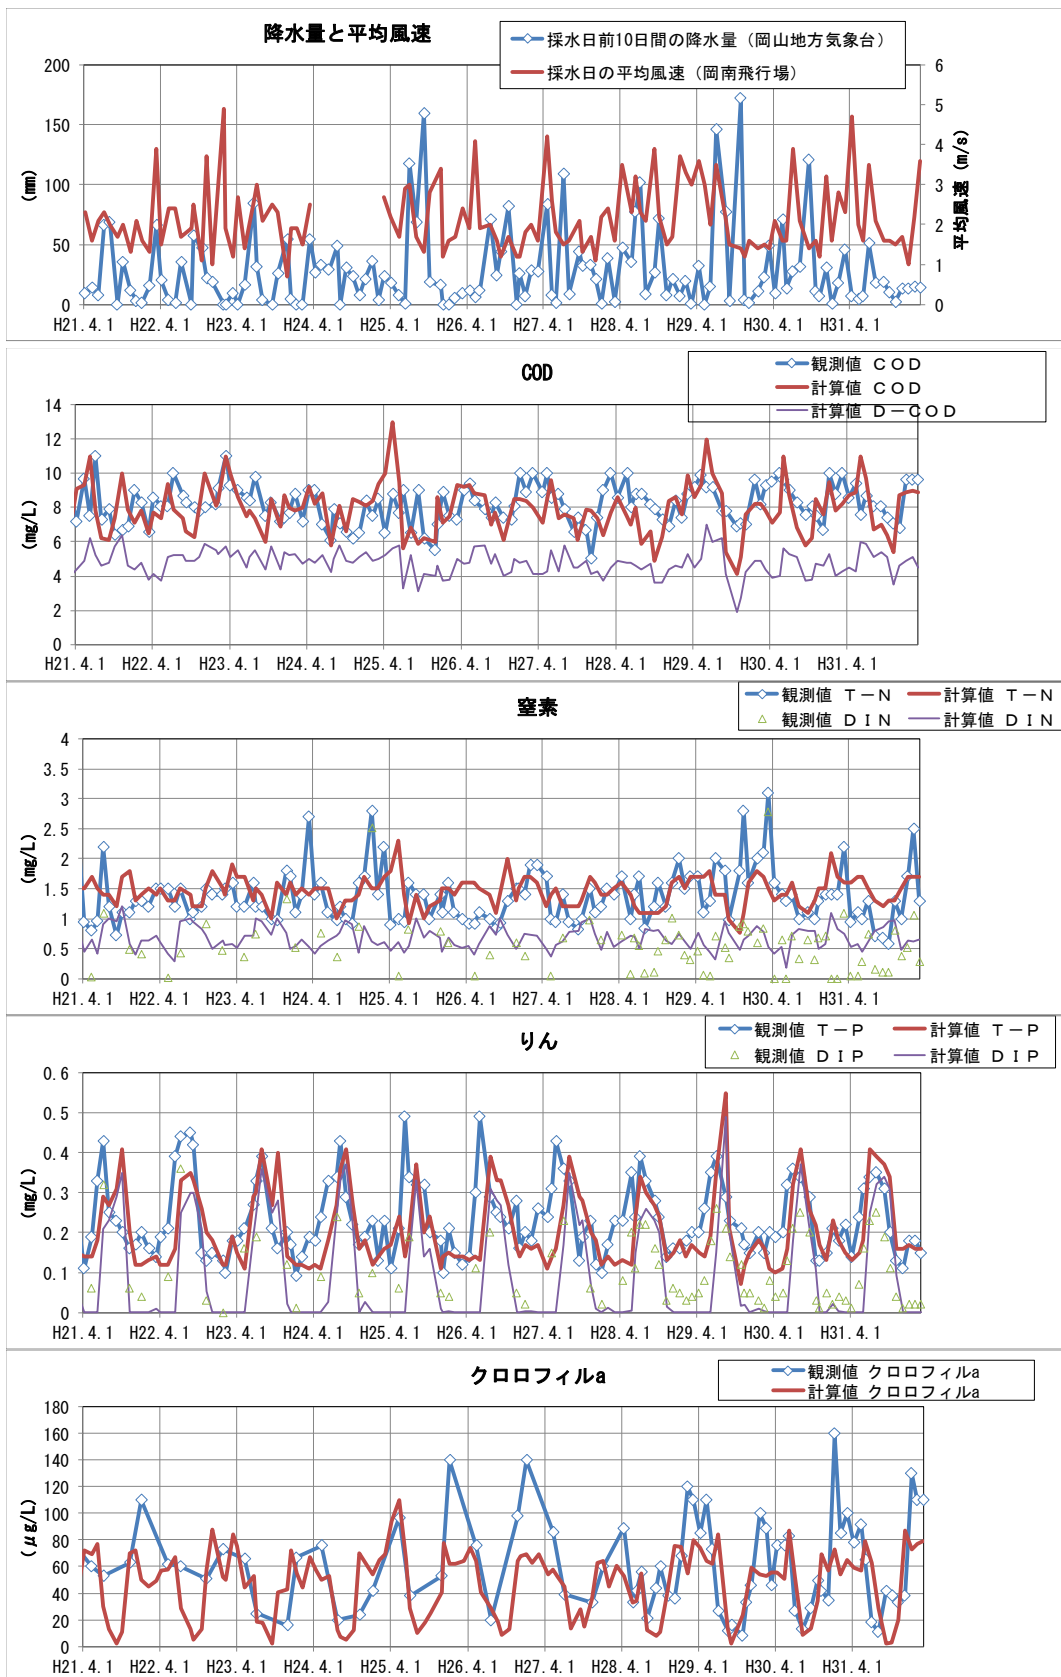 降水量と平均風速
採水日前10日間の降水量（岡山地方気象台）
採水日の平均風速（岡南飛行場）
200
150
100
50
0
(mm)
6
5
4
3
2
1
0
平均風速 (m/s)
H21.4.1 H22.4.1 H23.4.1 H24.4.1 H25.4.1 H26.4.1 H27.4.1 H28.4.1 H29.4.1 H30.4.1 H31.4.1
COD
観測値 ＣＯＤ
計算値 ＣＯＤ
計算値 Ｄ－ＣＯＤ
14
12
10
8
6
4
2
0
(mg/L)
H21.4.1 H22.4.1 H23.4.1 H24.4.1 H25.4.1 H26.4.1 H27.4.1 H28.4.1 H29.4.1 H30.4.1 H31.4.1
窒素
観測値 Ｔ－Ｎ 計算値 Ｔ－Ｎ
観測値 ＤＩＮ 計算値 ＤＩＮ
4
3.5
3
2.5
2
1.5
1
0.5
0
(mg/L)
H21.4.1 H22.4.1 H23.4.1 H24.4.1 H25.4.1 H26.4.1 H27.4.1 H28.4.1 H29.4.1 H30.4.1 H31.4.1
りん
観測値 Ｔ－Ｐ 計算値 Ｔ－Ｐ
観測値 ＤＩＰ 計算値 ＤＩＰ
0.6
0.5
0.4
0.3
0.2
0.1
0
(mg/L)
H21.4.1 H22.4.1 H23.4.1 H24.4.1 H25.4.1 H26.4.1 H27.4.1 H28.4.1 H29.4.1 H30.4.1 H31.4.1
クロロフィルa
観測値 クロロフィルa
計算値 クロロフィルa
180
160
140
120
100
80
60
40
20
0
(μg/L)
H21.4.1 H22.4.1 H23.4.1 H24.4.1 H25.4.1 H26.4.1 H27.4.1 H28.4.1 H29.4.1 H30.4.1 H31.4.1